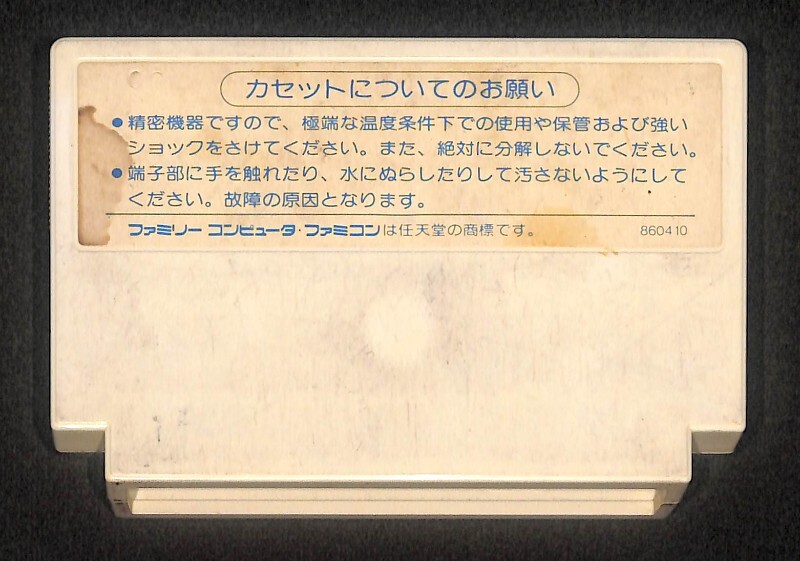 カセットについてのお願い
●精密機器ですので、極端な温度条件下での使用や保管および強い
ショックをさけてください。また、絶対に分解しないでください。
●端子部に手を触れたり、水にぬらしたりして汚さないようにして
ください。故障の原因となります。
ファミリー コンピュータ・ファミコンは任天堂の商標です。 860410